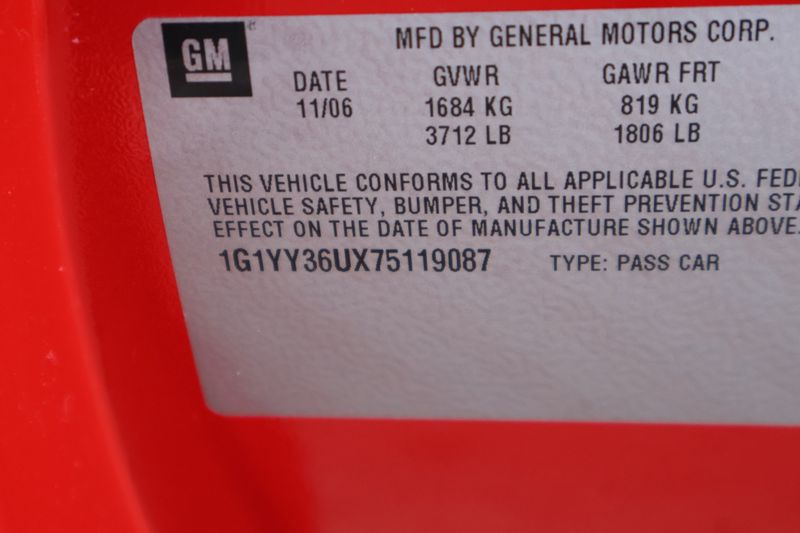 GM
MFD BY GENERAL MOTORS CORP.
DATE GVWR GAWR FRT
11/06 1684 KG 819 KG
3712 LB 1806 LB
THIS VEHICLE CONFORMS TO ALL APPLICABLE U.S. FED
VEHICLE SAFETY, BUMPER, AND THEFT PREVENTION STA
EFFECT ON THE DATE OF MANUFACTURE SHOWN ABOVE.
1G1YY36UX75119087 TYPE: PASS CAR